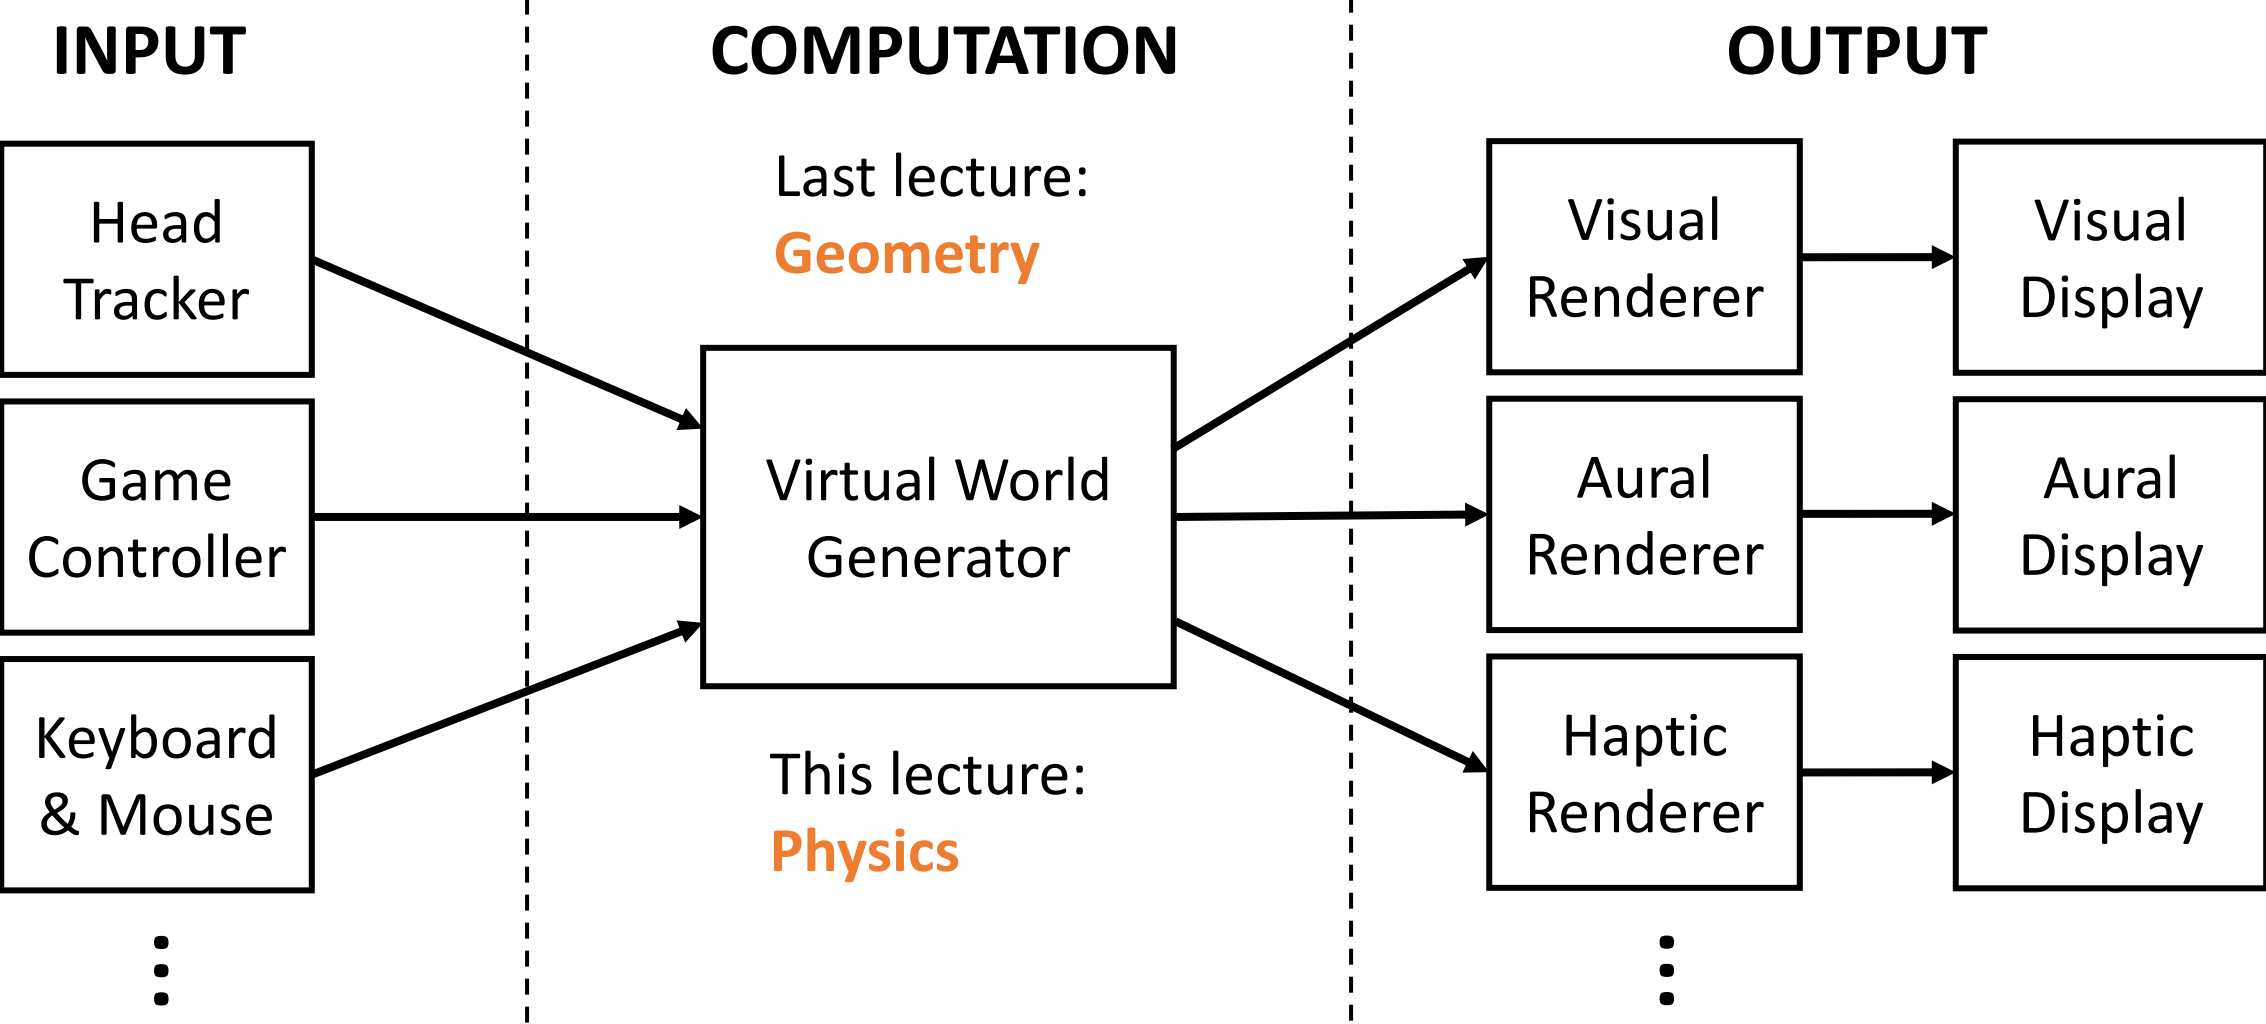 INPUT
COMPUTATION
OUTPUT
Head
Tracker
Game
Controller
Keyboard
& Mouse
Last lecture:
Geometry
Virtual World
Generator
This lecture:
Physics
Visual
Renderer
Visual
Display
Aural
Renderer
Aural
Display
Haptic
Renderer
Haptic
Display